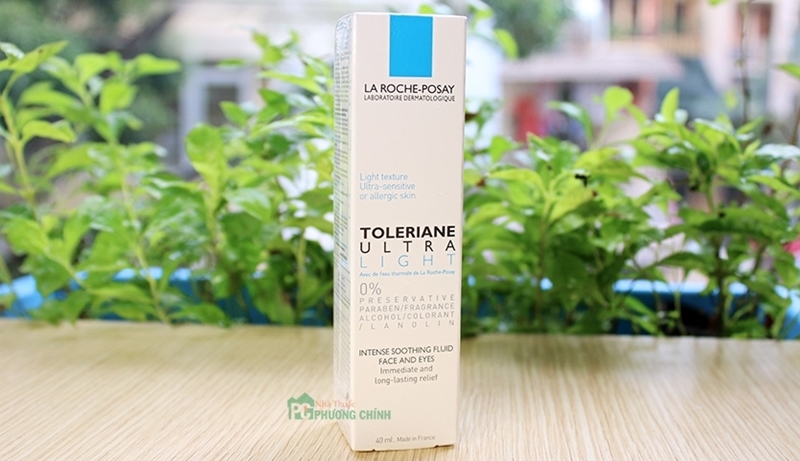 LA ROCHE-POSAY
LABORATOIRE DERMATOLOGIQUE
Light texture
Ultra-sensitive
or allergic skin
TOLERIANE
ULTRA
LIGHT
Avec de l'eau thermale de La Roche-Posay
0%
PRESERVATIVE
PARABEN/FRAGRANCE
ALCOHOL/COLORANT
/LANOLIN
INTENSE SOOTHING FLUID
FACE AND EYES
Immediate and
long-lasting relief
PC Nhà Thuốc
PHƯƠNG CHÍNH
40 ml. Made in France